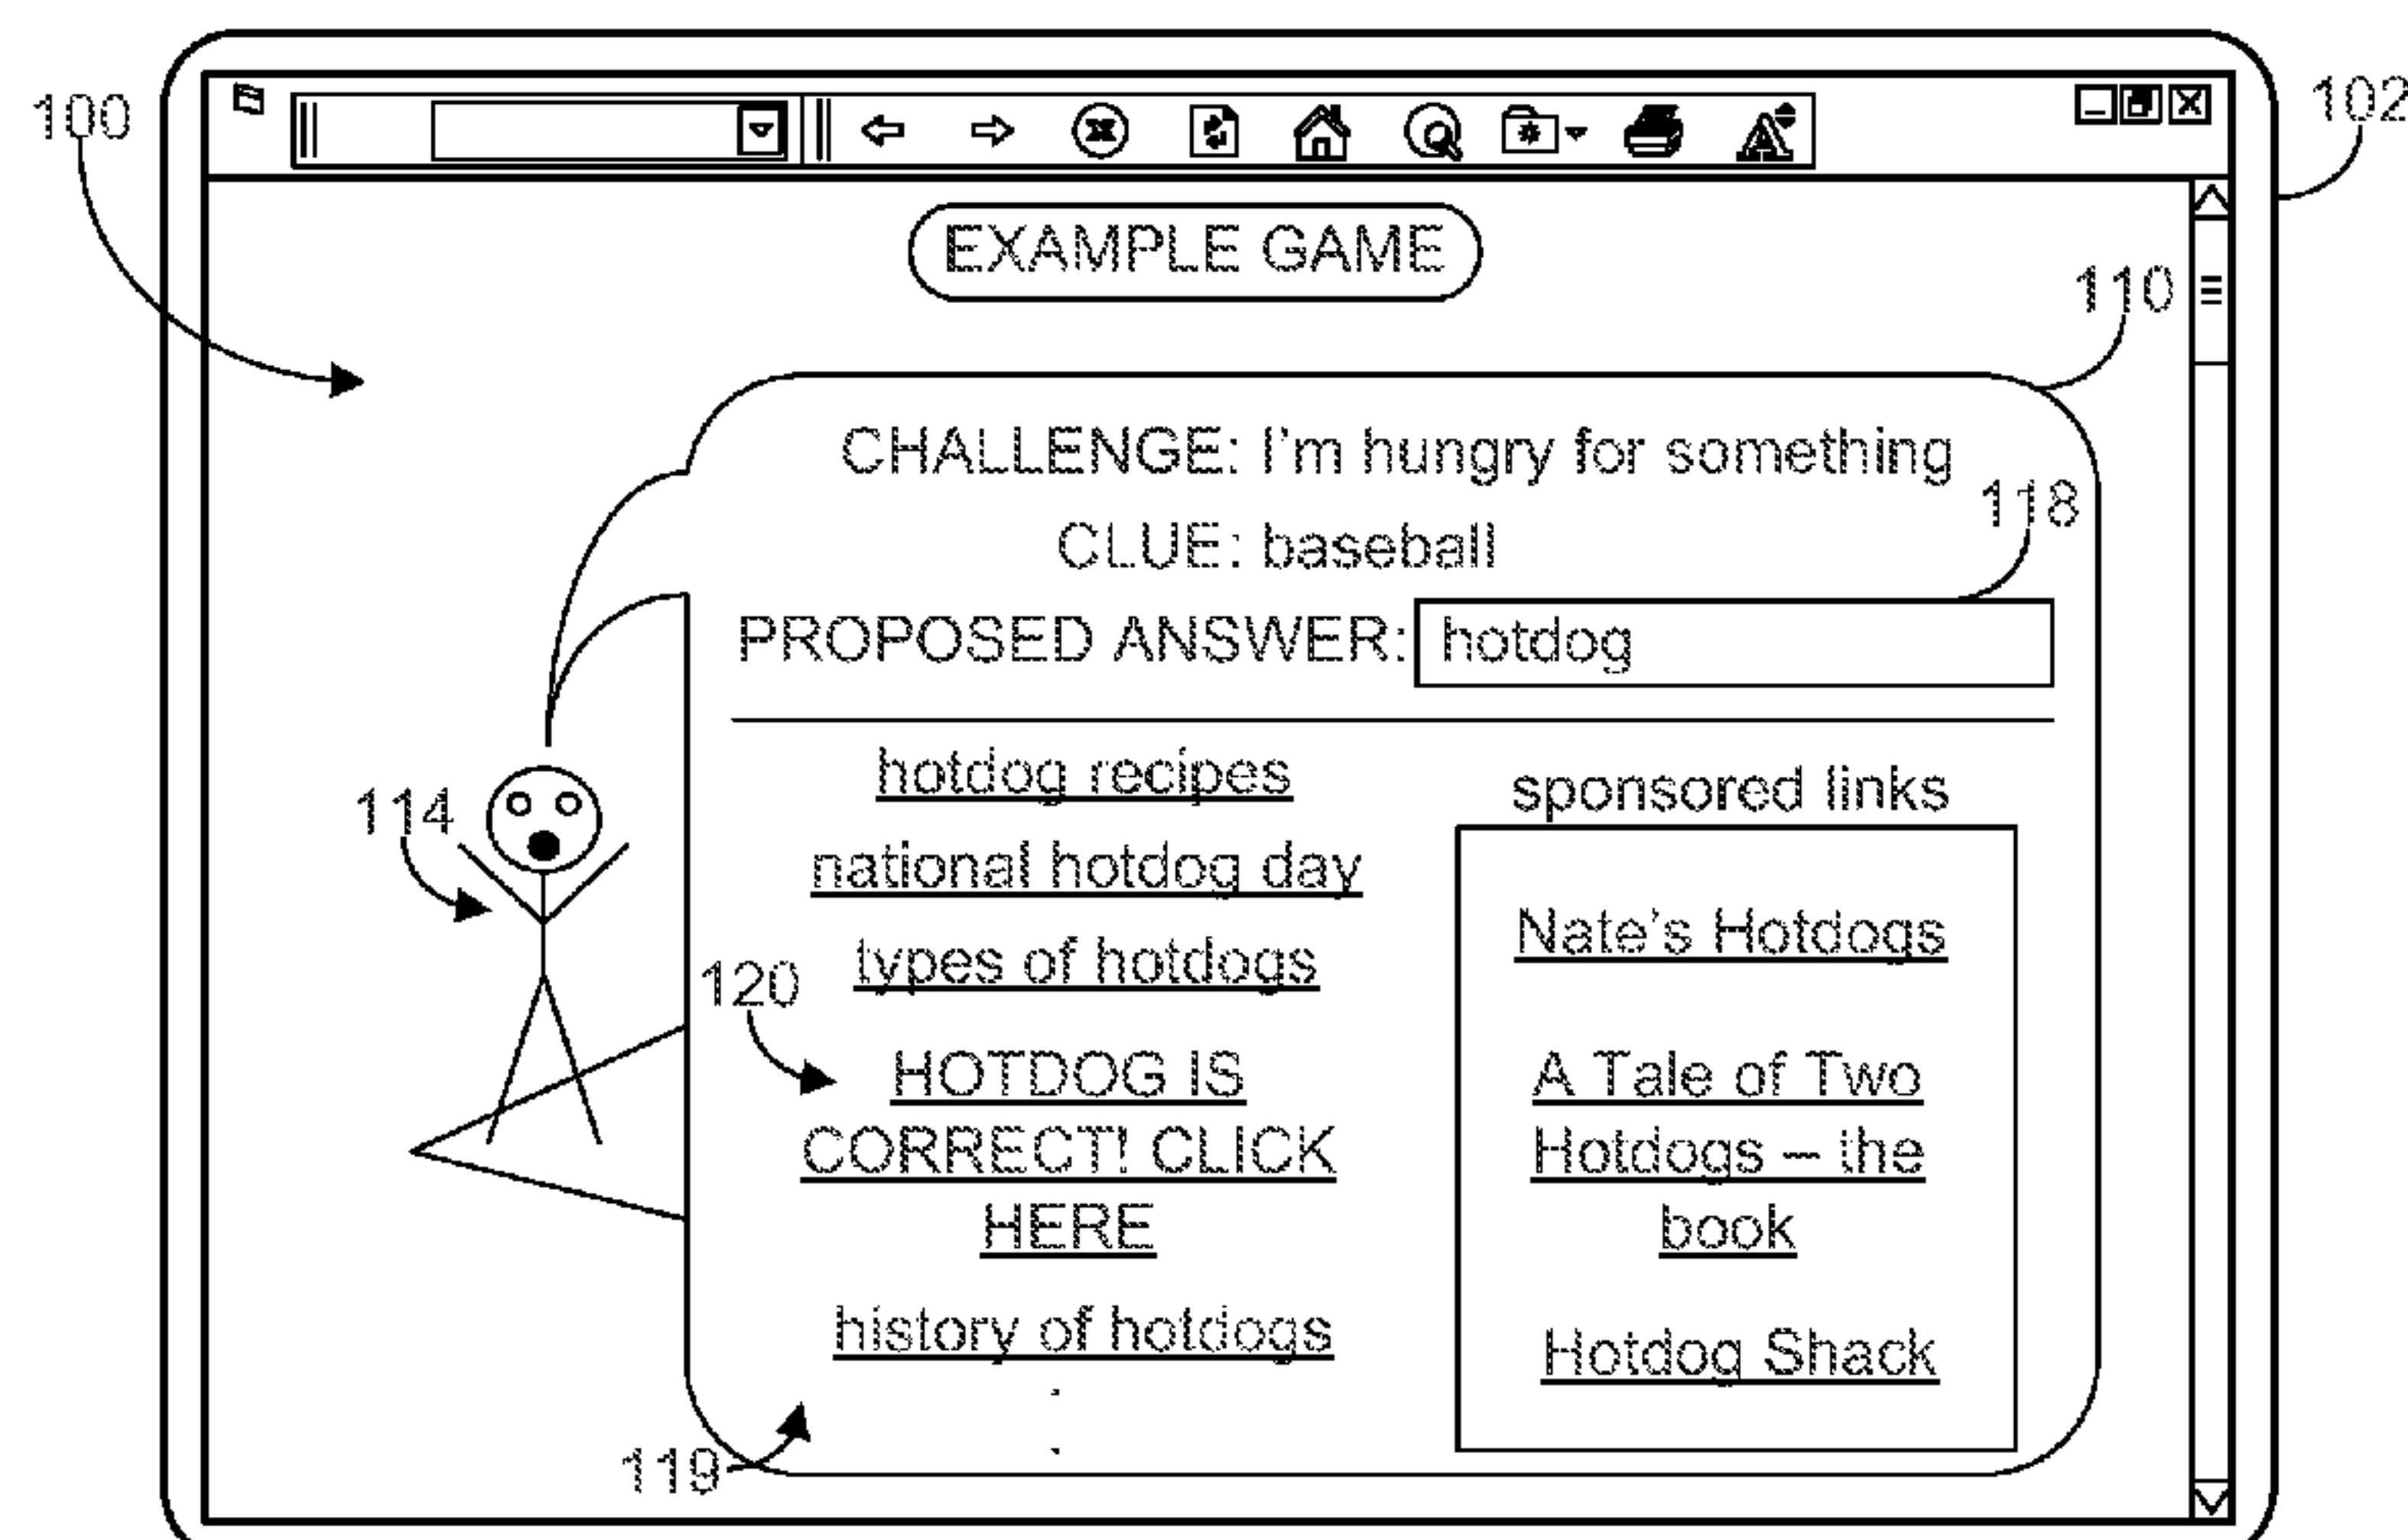 100
102
EXAMPLE GAME
110
CHALLENGE: I'm hungry for something
118
CLUE: baseball
PROPOSED ANSWER: hotdog
hotdog recipes
national hotdog day
types of hotdogs
HOTDOG IS
CORRECT! CLICK
HERE
history of hotdogs
sponsored links
Nate's Hotdogs
A Tale of Two
Hotdogs – the
book
Hotdog Shack
114
120
119